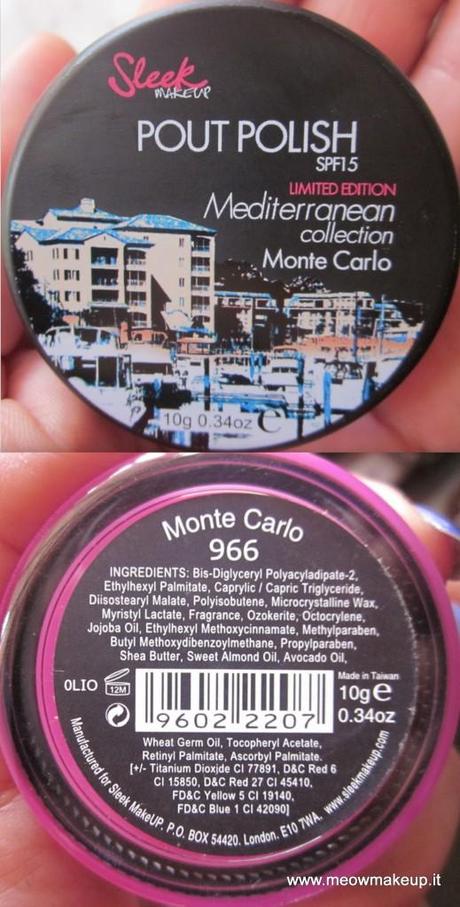 Sleek
MAKEUP
POUT POLISH
SPF15
LIMITED EDITION
Mediterranean
collection
Monte Carlo
10g 0.34oz e
Monte Carlo
966
INGREDIENTS: Bis-Diglyceryl Polyacyladipate-2,
Ethylhexyl Palmitate, Caprylic / Capric Triglyceride,
Diisostearyl Malate, Polyisobutene, Microcrystalline Wax,
Myristyl Lactate, Fragrance, Ozokerite, Octocrylene,
Jojoba Oil, Ethylhexyl Methoxycinnamate, Methylparaben,
Butyl Methoxydibenzoylmethane, Propylparaben,
Shea Butter, Sweet Almond Oil, Avocado Oil,
0LIO
12M
96022207
Made in Taiwan
10g e
0.34oz
Wheat Germ Oil, Tocopheryl Acetate,
Retinyl Palmitate, Ascorbyl Palmitate.
[+/- Titanium Dioxide CI 77891, D&C Red 6
CI 15850, D&C Red 27 CI 45410,
FD&C Yellow 5 CI 19140,
FD&C Blue 1 CI 42090]
Manufactured for Sleek MakeUP. P.O. BOX 54420. London. E10 7WA. www.sleekmakeup.com
www.meowmakeup.it